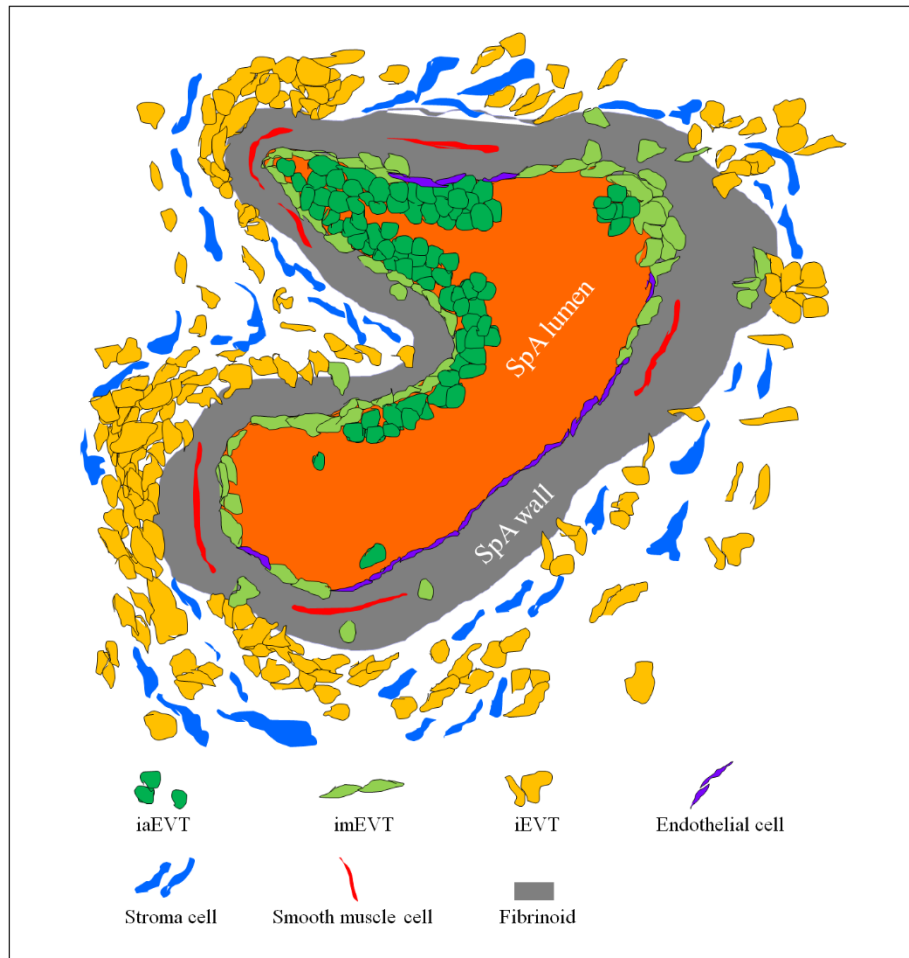 SpA lumen
SpA wall
iaEVT
imEVT
iEVT
Endothelial cell
Stroma cell
Smooth muscle cell
Fibrinoid